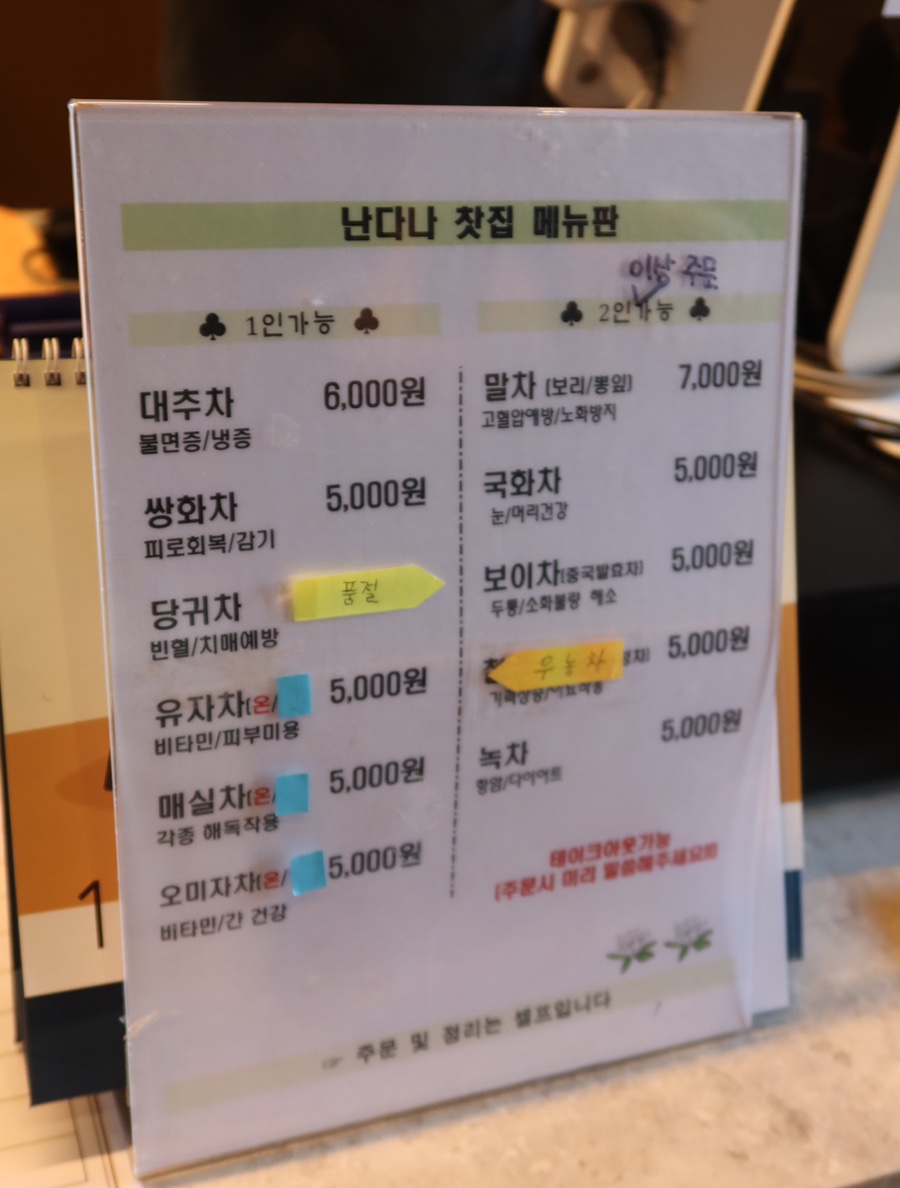 난다나 찻집 메뉴판
이상 주문
♣ 1인가능 ♣
대추차 6,000원
불면증/냉증
쌍화차 5,000원
피로회복/감기
당귀차 품절
빈혈/치매예방
유자차(온/ 5,000원
비타민/피부미용
매실차(온/ 5,000원
각종 해독작용
오미자차(온/ 5,000원
비타민/간 건강
♣ 2인가능 ♣
말차 (보리/뽕잎) 7,000원
고혈압예방/노화방지
국화차 5,000원
눈/머리건강
보이차(중국발효차) 5,000원
두통/소화불량 해소
우농차 5,000원
녹차 5,000원
항암/다이어트
테이크아웃가능
(주문시 미리 말씀해주세요!!!)
☞ 주문 및 정리는 셀프입니다
1